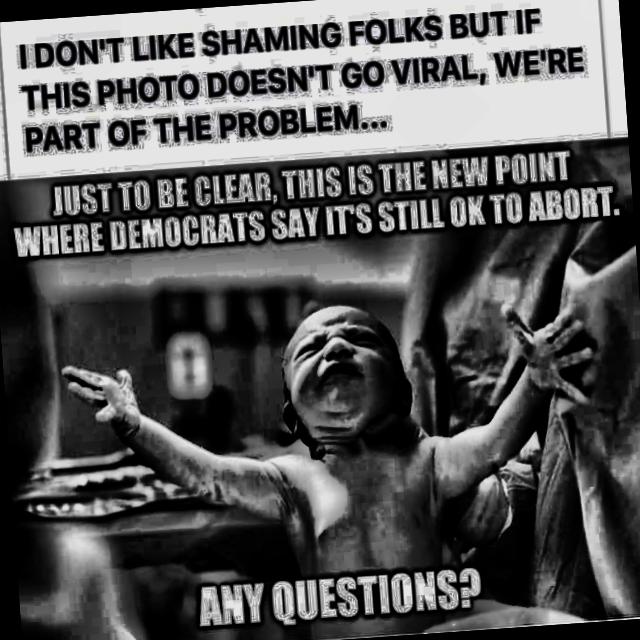 I DON'T LIKE SHAMING FOLKS BUT IF
THIS PHOTO DOESN'T GO VIRAL, WE'RE
PART OF THE PROBLEM...
JUST TO BE CLEAR, THIS IS THE NEW POINT
WHERE DEMOCRATS SAY IT'S STILL OK TO ABORT.
ANY QUESTIONS?